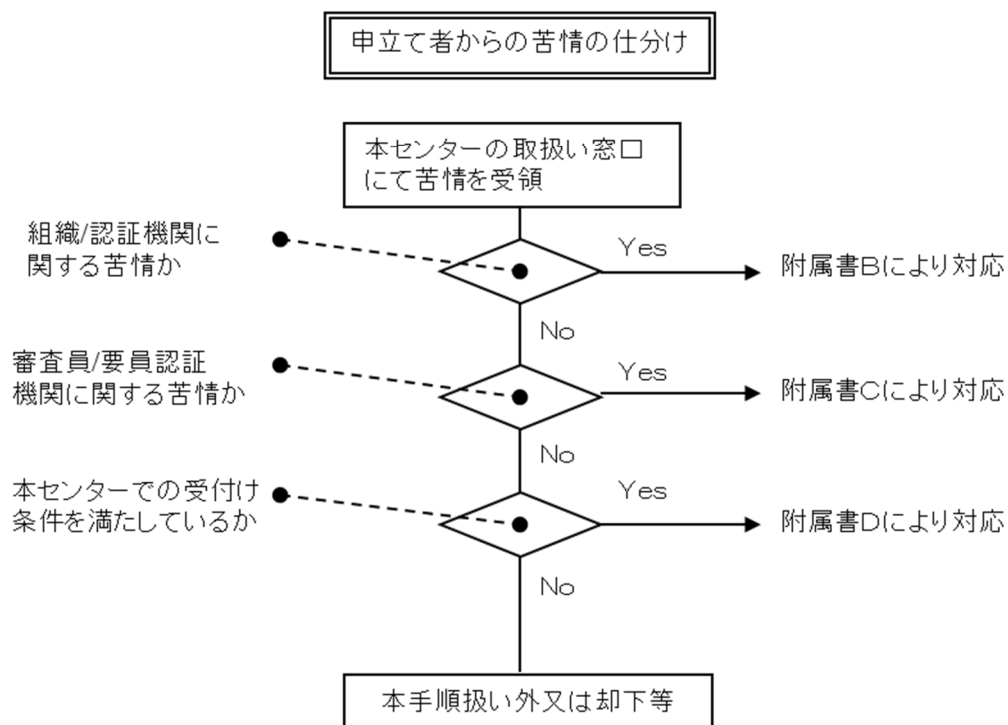 申立て者からの苦情の仕分け
本センターの取扱い窓口
にて苦情を受領
組織/認証機関に
関する苦情か
Yes
附属書Bにより対応
No
審査員/要員認証
機関に関する苦情か
Yes
附属書Cにより対応
No
本センターでの受付け
条件を満たしているか
Yes
附属書Dにより対応
No
本手順扱い外又は却下等